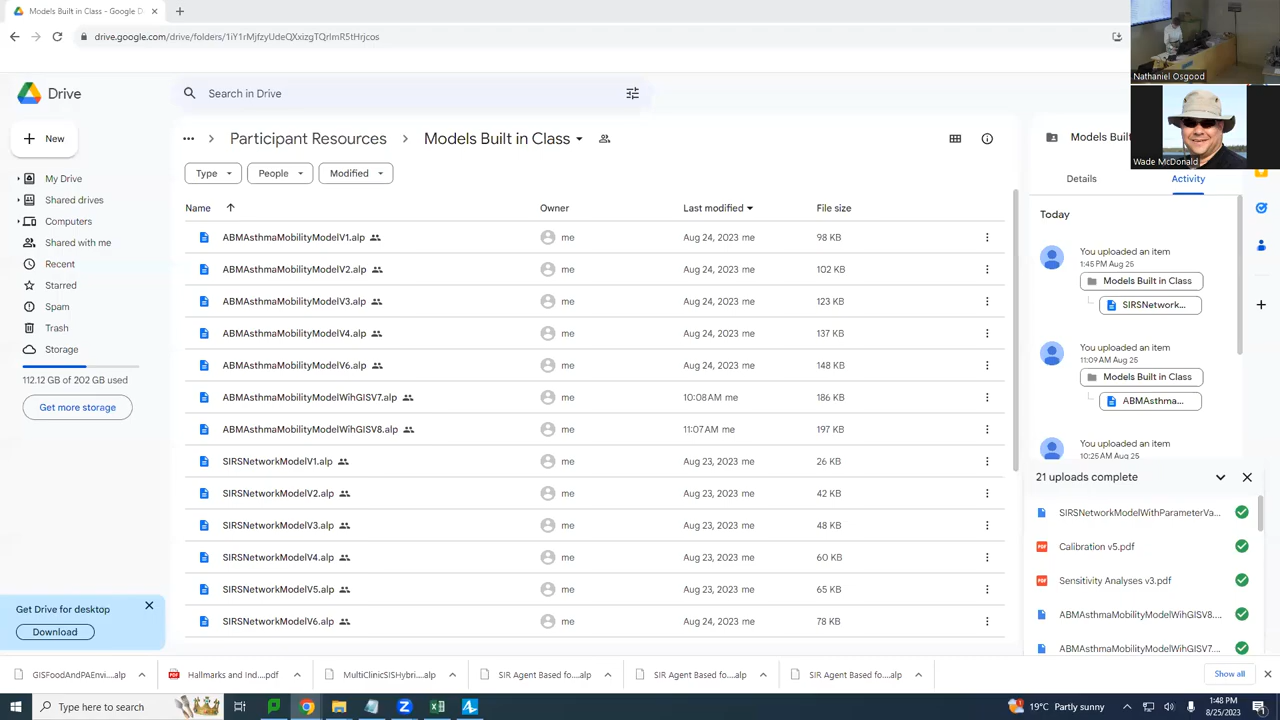 Models Built in Class - Google D
drive.google.com/drive/folders/1iY1rMjfzyUdeQXxizgTQrImR5tHrjcos
Nathaniel Osgood
Wade McDonald
Drive
Search in Drive
New
My Drive
Shared drives
Computers
Shared with me
Recent
Starred
Spam
Trash
Storage
112.12 GB of 202 GB used
Get more storage
Get Drive for desktop
Download
Participant Resources
Models Built in Class
Type
People
Modified
Name
Owner
Last modified
File size
ABMAsthmaMobilityModelV1.alp me Aug 24, 2023 me 98 KB
ABMAsthmaMobilityModelV2.alp me Aug 24, 2023 me 102 KB
ABMAsthmaMobilityModelV3.alp me Aug 24, 2023 me 123 KB
ABMAsthmaMobilityModelV4.alp me Aug 24, 2023 me 137 KB
ABMAsthmaMobilityModelV6.alp me Aug 24, 2023 me 148 KB
ABMAsthmaMobilityModelWihGISV7.alp me 10:08 AM me 186 KB
ABMAsthmaMobilityModelWihGISV8.alp me 11:07 AM me 197 KB
SIRSNetworkModelV1.alp me Aug 23, 2023 me 26 KB
SIRSNetworkModelV2.alp me Aug 23, 2023 me 42 KB
SIRSNetworkModelV3.alp me Aug 23, 2023 me 48 KB
SIRSNetworkModelV4.alp me Aug 23, 2023 me 60 KB
SIRSNetworkModelV5.alp me Aug 23, 2023 me 65 KB
SIRSNetworkModelV6.alp me Aug 24, 2023 me 78 KB
Models Built
Details
Activity
Today
You uploaded an item
1:45 PM Aug 25
Models Built in Class
SIRSNetwork...
You uploaded an item
11:09 AM Aug 25
Models Built in Class
ABMAsthma...
You uploaded an item
10:25 AM Aug 25
21 uploads complete
SIRSNetworkModelWithParameterVa...
Calibration v5.pdf
Sensitivity Analyses v3.pdf
ABMAsthmaMobilityModelWihGISV8....
ABMAsthmaMobilityModelWihGISV7....
GISFoodAndPAEnvi....alp
Hallmarks and Ind....pdf
MultiClinicSISHybri....alp
SIR Agent Based fo....alp
SIR Agent Based fo....alp
SIR Agent Based fo....alp
Show all
Type here to search
19°C Partly sunny
1:48 PM
8/25/2023